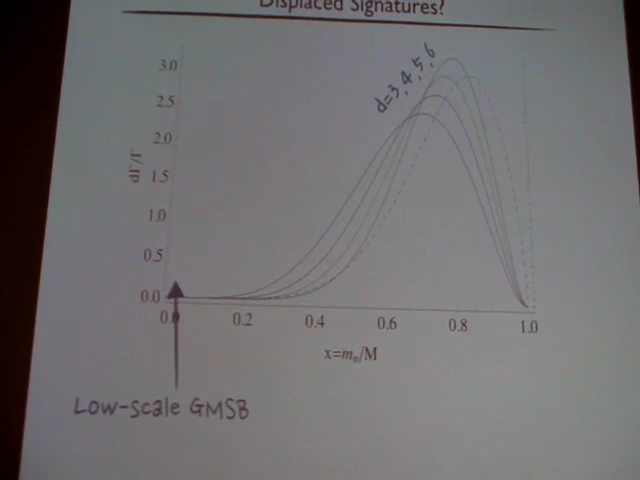 Displaced Signatures?
d=3,4,5,6
3.0
2.5
2.0
dΓ/Γ
1.5
1.0
0.5
0.0
0.0 0.2 0.4 0.6 0.8 1.0
x=mₙ/M
Low-scale GMSB